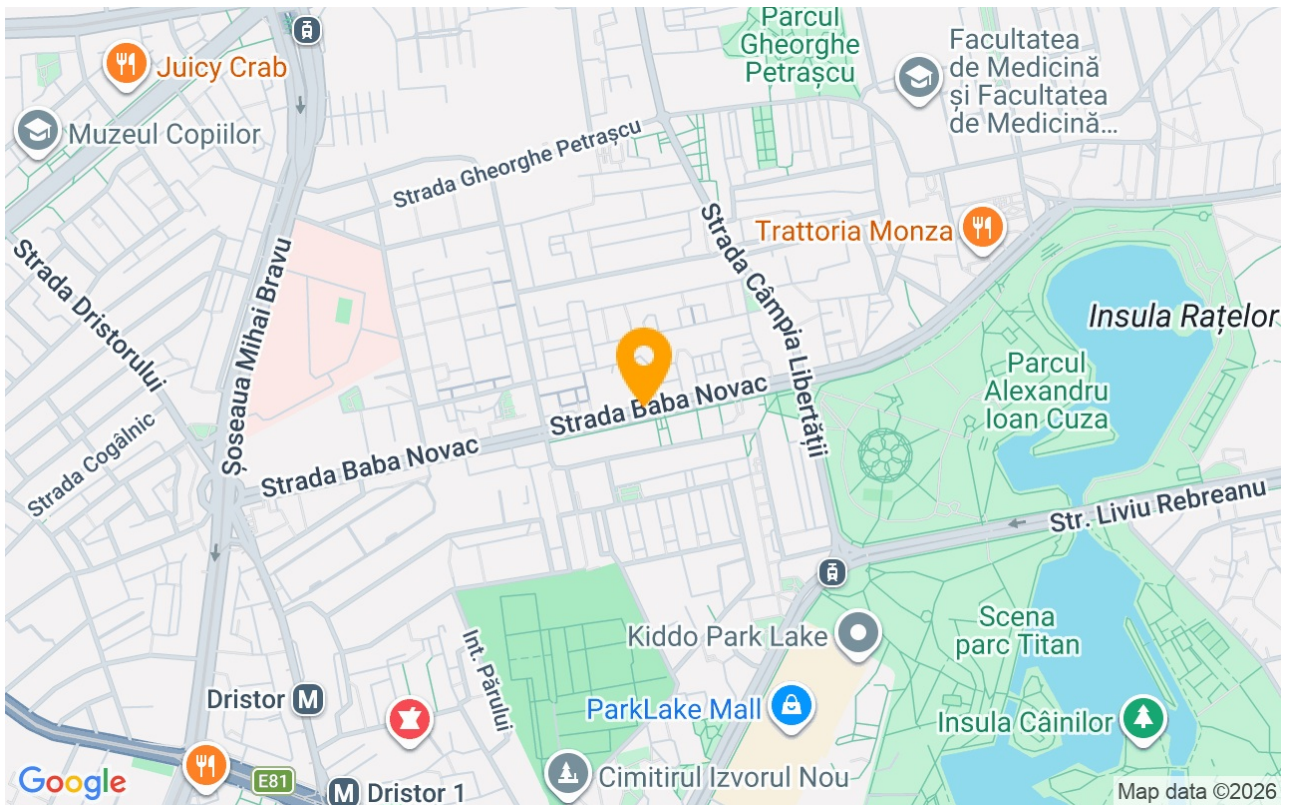 Juicy Crab
Muzeul Copiilor
Parcul
Gheorghe
Petrașcu
Facultatea
de Medicină
și Facultatea
de Medicină...
Strada Gheorghe Petrașcu
Trattoria Monza
Strada Dristorului
Șoseaua Mihai Bravu
Strada Câmpia Libertății
Insula Rațelor
Parcul
Alexandru
Ioan Cuza
Strada Baba Novac
Strada Baba Novac
Strada Cogâlnic
Str. Liviu Rebreanu
Scena
parc Titan
Kiddo Park Lake
Int. Părului
Dristor M
ParkLake Mall
Insula Câinilor
Google
E81
M Dristor 1
Cimitirul Izvorul Nou
Map data ©2026